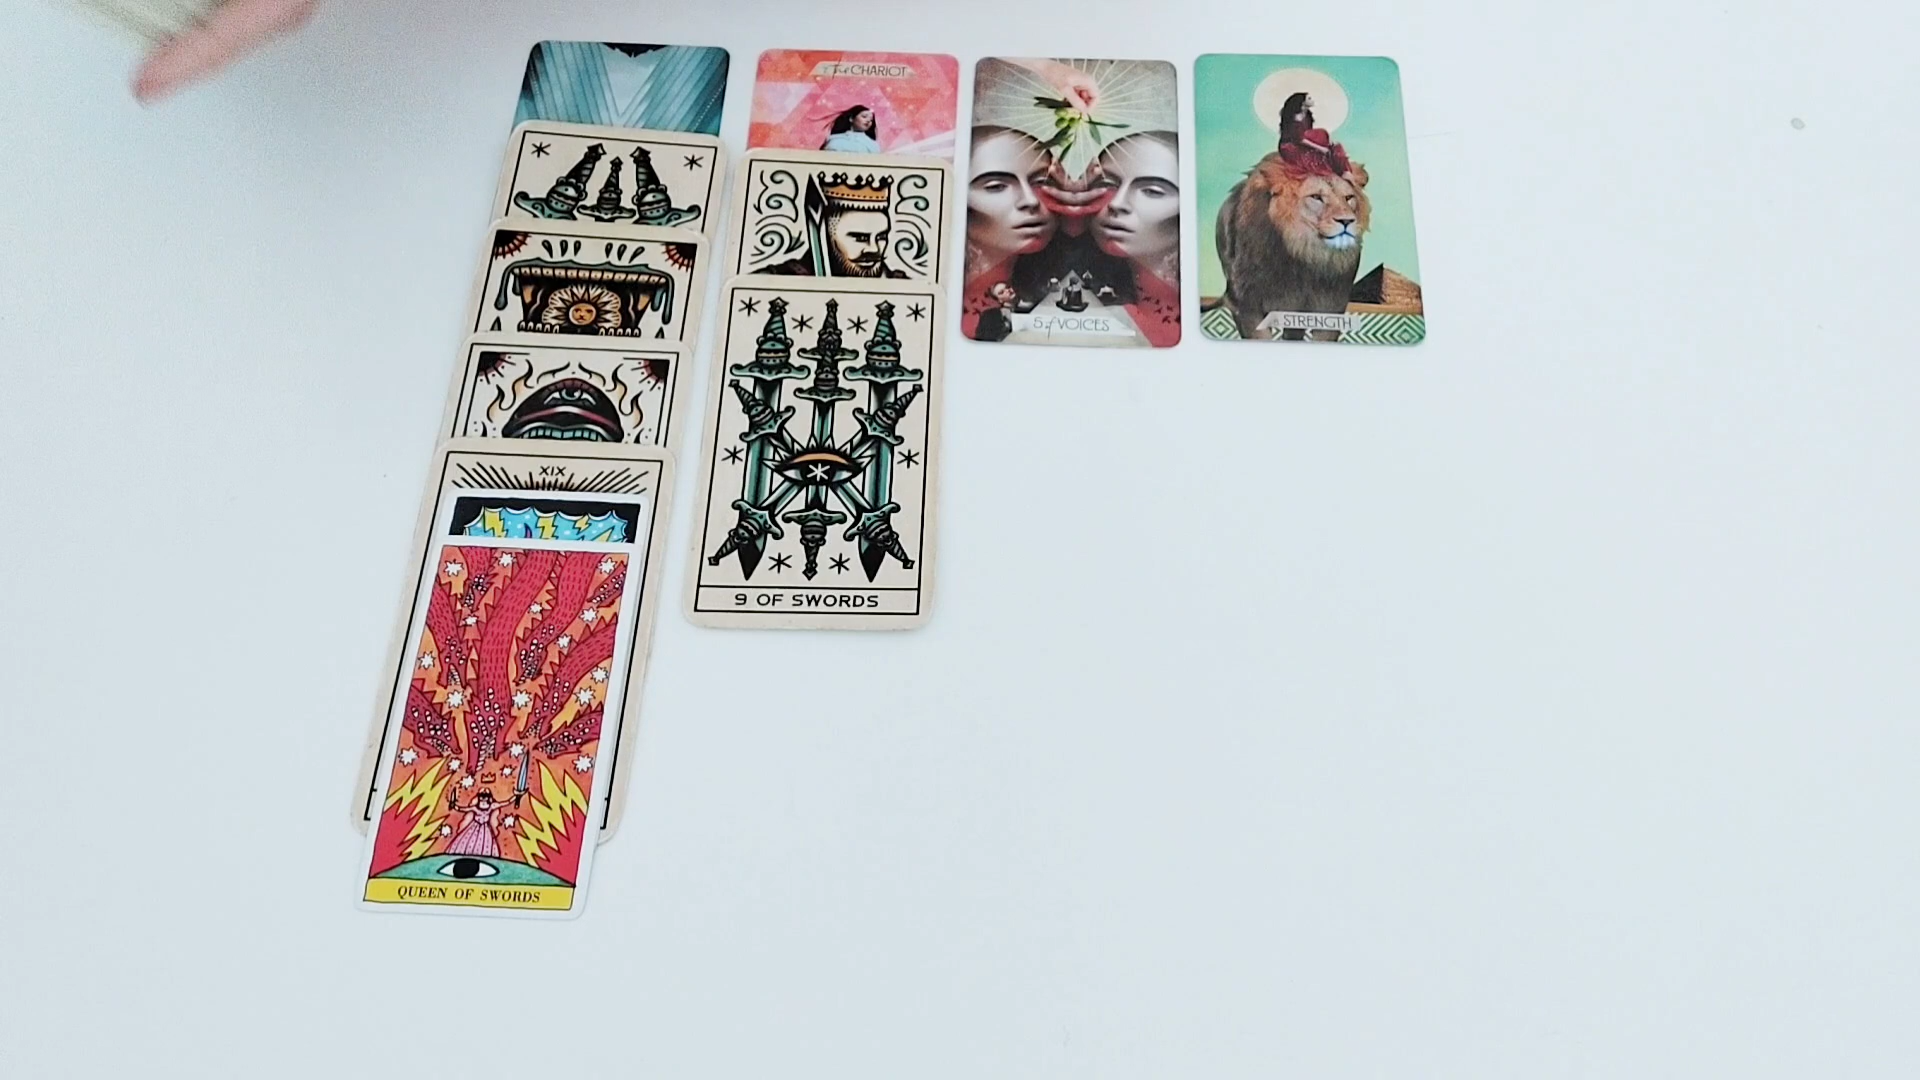 The CHARIOT
5 of VOICES
STRENGTH
XIX
9 OF SWORDS
QUEEN OF SWORDS